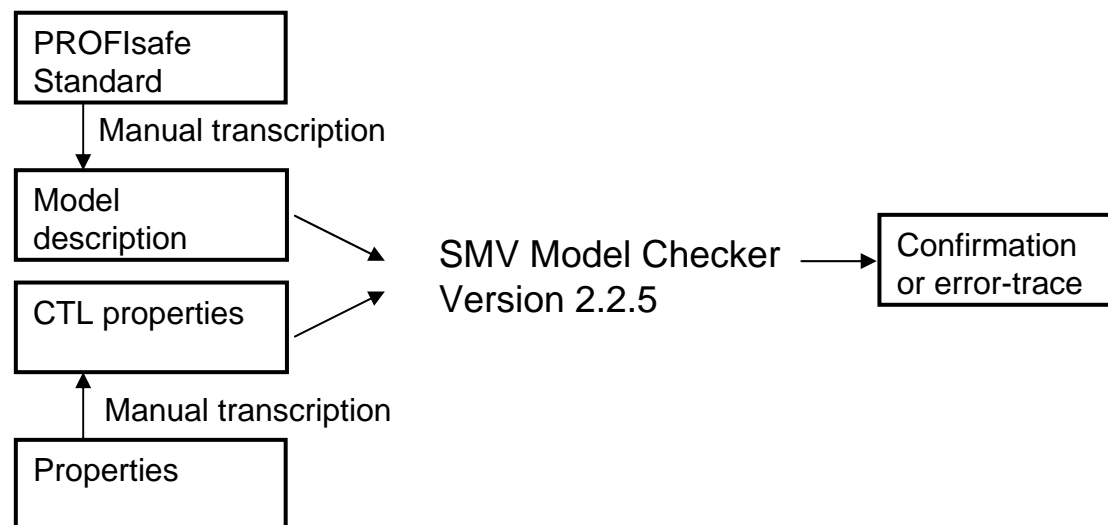 PROFIsafe
Standard
Manual transcription
Model
description
SMV Model Checker
Version 2.2.5
Confirmation
or error-trace
CTL properties
Manual transcription
Properties